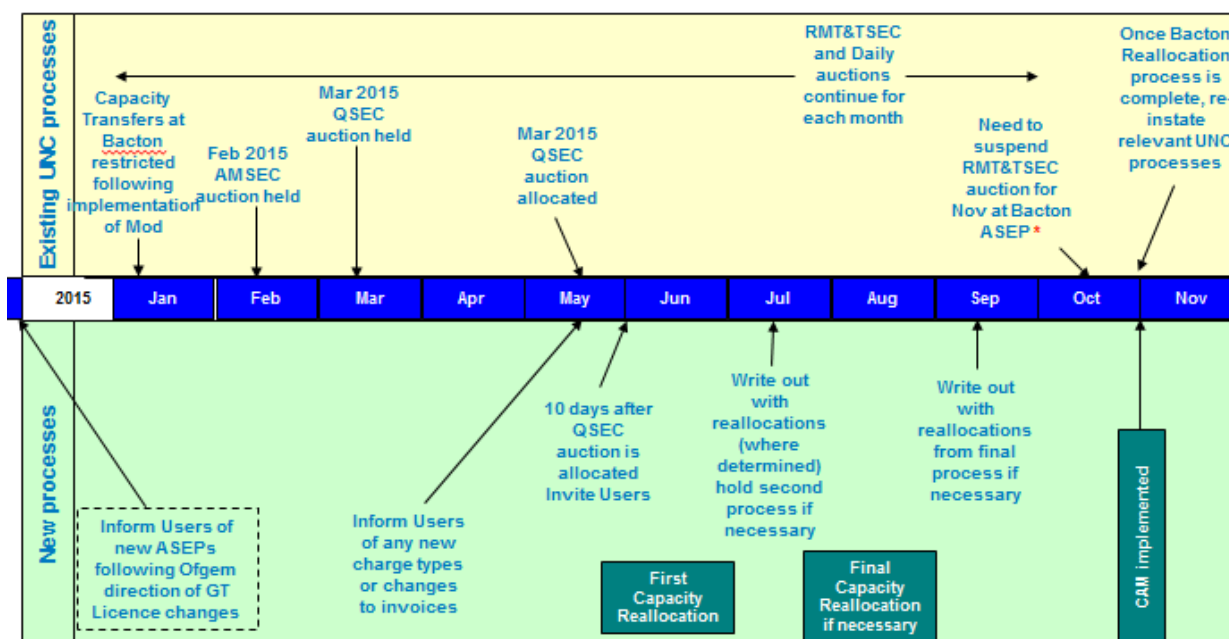 Existing UNC processes
Capacity
Transfers at
Bacton
restricted
following
implementation
of Mod
Feb 2015
AMSEC
auction held
Mar 2015
QSEC
auction held
Mar 2015
QSEC
auction
allocated
RMT&TSEC
and Daily
auctions
continue for
each month
Need to
suspend
RMT&TSEC
auction for
Nov at Bacton
ASEP *
Once Bacton
Reallocation
process is
complete, re-
instate
relevant UNC
processes
2015 Jan Feb Mar Apr May Jun Jul Aug Sep Oct Nov
New processes
Inform Users of
new ASEPs
following Ofgem
direction of GT
Licence changes
Inform Users
of any new
charge types
or changes
to invoices
10 days after
QSEC
auction is
allocated
Invite Users
First
Capacity
Reallocation
Write out
with
reallocations
(where
determined)
hold second
process if
necessary
Final
Capacity
Reallocation
if necessary
Write out
with
reallocations
from final
process if
necessary
CAM implemented